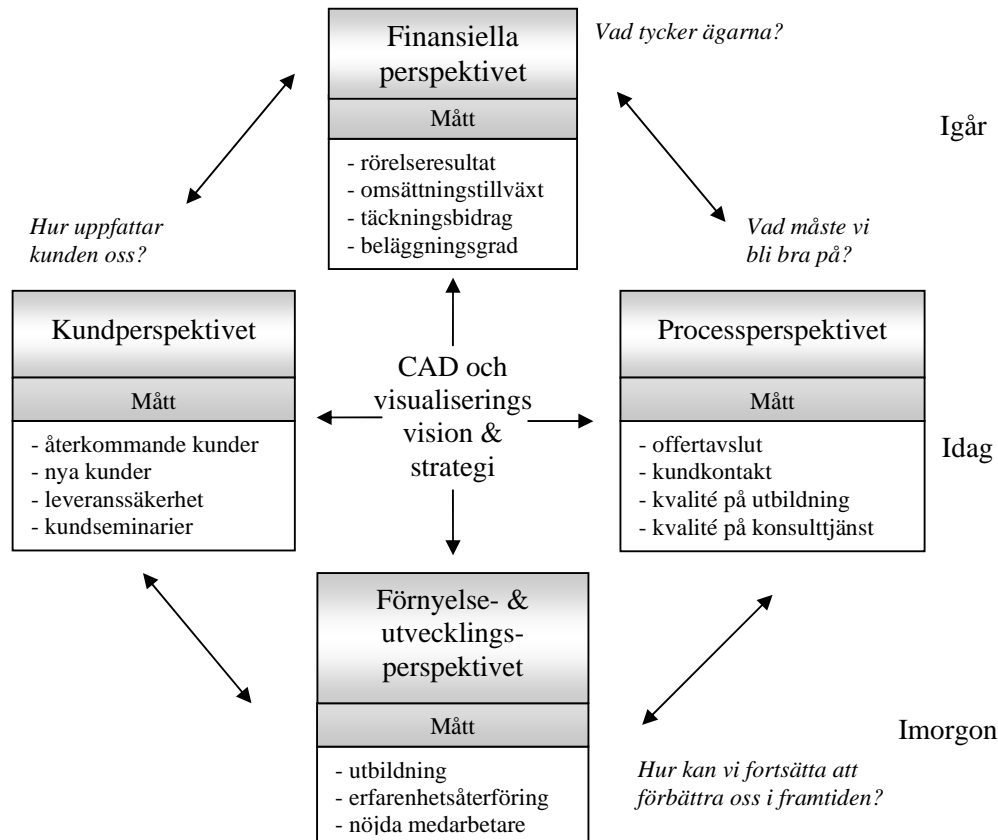 Finansiella
perspektivet
Mått
- rörelseresultat
- omsättningstillväxt
- täckningsbidrag
- beläggningsgrad
Vad tycker ägarna?
Igår
Hur uppfattar
kunden oss?
Vad måste vi
bli bra på?
Kundperspektivet
Mått
- återkommande kunder
- nya kunder
- leveranssäkerhet
- kundseminarier
CAD och
visualiserings
vision &
strategi
Processperspektivet
Mått
- offertavslut
- kundkontakt
- kvalité på utbildning
- kvalité på konsulttjänst
Idag
Förnyelse- &
utvecklings-
perspektivet
Mått
- utbildning
- erfarenhetsåterföring
- nöjda medarbetare
Imorgon
Hur kan vi fortsätta att
förbättra oss i framtiden?